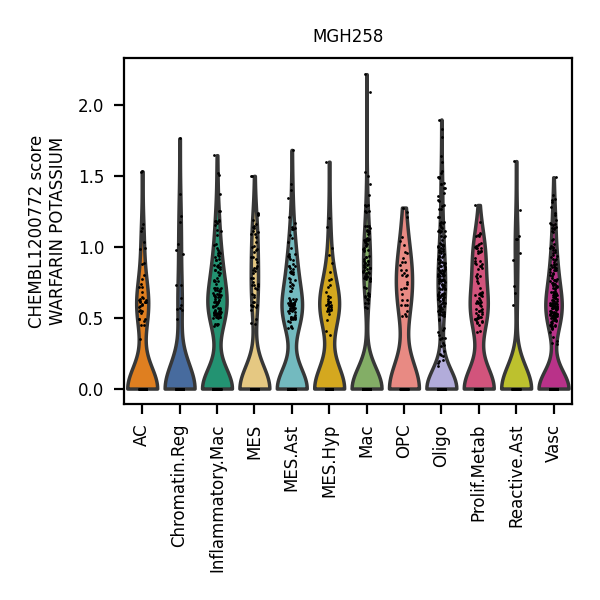 MGH258
CHEMBL1200772 score
WARFARIN POTASSIUM
2.0
1.5
1.0
0.5
0.0
AC
Chromatin.Reg
Inflammatory.Mac
MES
MES.Ast
MES.Hyp
Mac
OPC
Oligo
Prolif.Metab
Reactive.Ast
Vasc